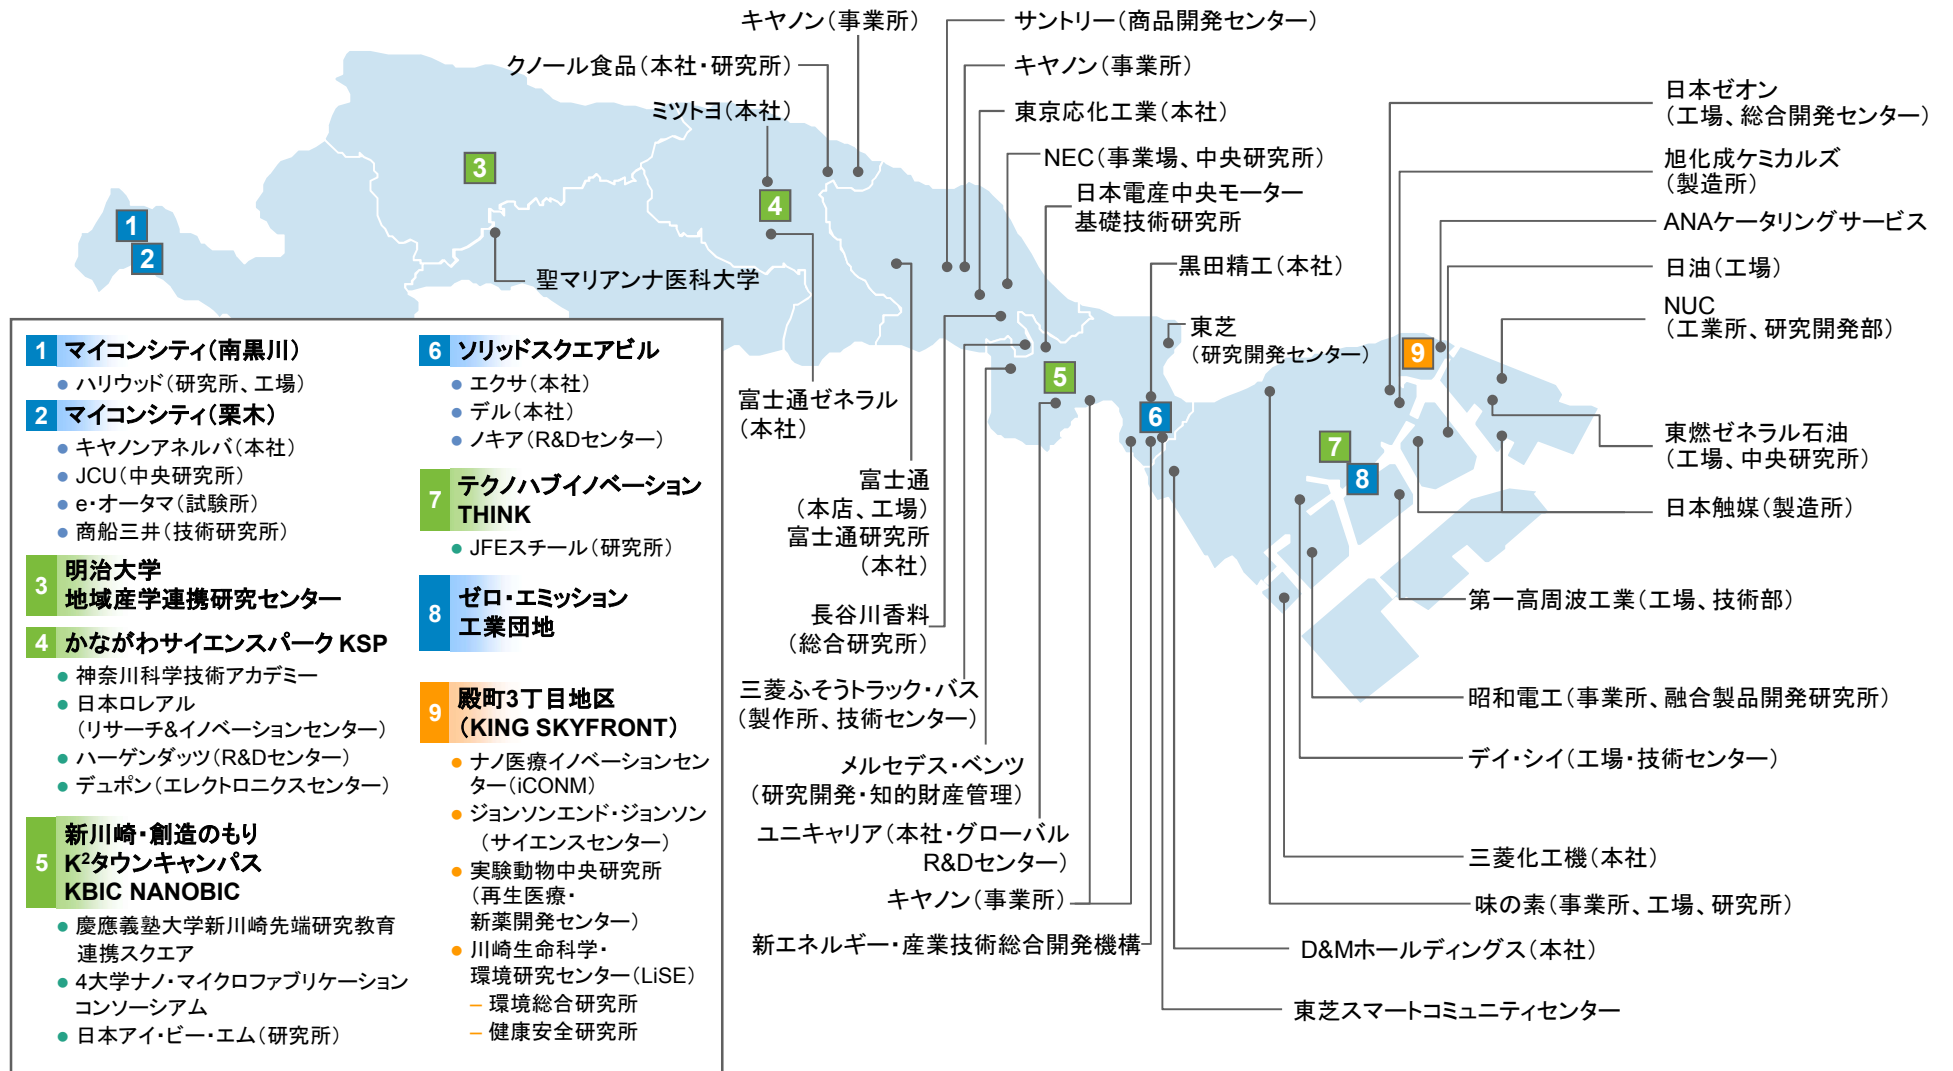 キヤノン（事業所）
クノール食品（本社・研究所）
ミツトヨ（本社）
サントリー（商品開発センター）
キヤノン（事業所）
東京応化工業（本社）
NEC（事業場、中央研究所）
日本電産中央モーター
基礎技術研究所
黒田精工（本社）
東芝
（研究開発センター）
日本ゼオン
（工場、総合開発センター）
旭化成ケミカルズ
（製造所）
ANAケータリングサービス
日油（工場）
NUC
（工業所、研究開発部）
東燃ゼネラル石油
（工場、中央研究所）
日本触媒（製造所）
第一高周波工業（工場、技術部）
昭和電工（事業所、融合製品開発研究所）
デイ・シイ（工場・技術センター）
三菱化工機（本社）
味の素（事業所、工場、研究所）
D&Mホールディングス（本社）
東芝スマートコミュニティセンター
聖マリアンナ医科大学
富士通ゼネラル
（本社）
富士通
（本店、工場）
富士通研究所
（本社）
長谷川香料
（総合研究所）
三菱ふそうトラック・バス
（製作所、技術センター）
メルセデス・ベンツ
（研究開発・知的財産管理）
ユニキャリア（本社・グローバル
R&Dセンター）
キヤノン（事業所）
新エネルギー・産業技術総合開発機構
1
2
3
4
5
6
7
8
9
1 マイコンシティ（南黒川）
● ハリウッド（研究所、工場）
2 マイコンシティ（栗木）
● キヤノンアネルバ（本社）
● JCU（中央研究所）
● e・オータマ（試験所）
● 商船三井（技術研究所）
3 明治大学
地域産学連携研究センター
4 かながわサイエンスパーク KSP
● 神奈川科学技術アカデミー
● 日本ロレアル
（リサーチ&イノベーションセンター）
● ハーゲンダッツ（R&Dセンター）
● デュポン（エレクトロニクスセンター）
5 新川崎・創造のもり
K²タウンキャンパス
KBIC NANOBIC
● 慶應義塾大学新川崎先端研究教育
連携スクエア
● 4大学ナノ・マイクロファブリケーション
コンソーシアム
● 日本アイ・ビー・エム（研究所）
6 ソリッドスクエアビル
● エクサ（本社）
● デル（本社）
● ノキア（R&Dセンター）
7 テクノハブイノベーション
THINK
● JFEスチール（研究所）
8 ゼロ・エミッション
工業団地
9 殿町3丁目地区
（KING SKYFRONT）
● ナノ医療イノベーションセン
ター（iCONM）
● ジョンソンエンド・ジョンソン
（サイエンスセンター）
● 実験動物中央研究所
（再生医療・
新薬開発センター）
● 川崎生命科学・
環境研究センター（LiSE）
– 環境総合研究所
– 健康安全研究所